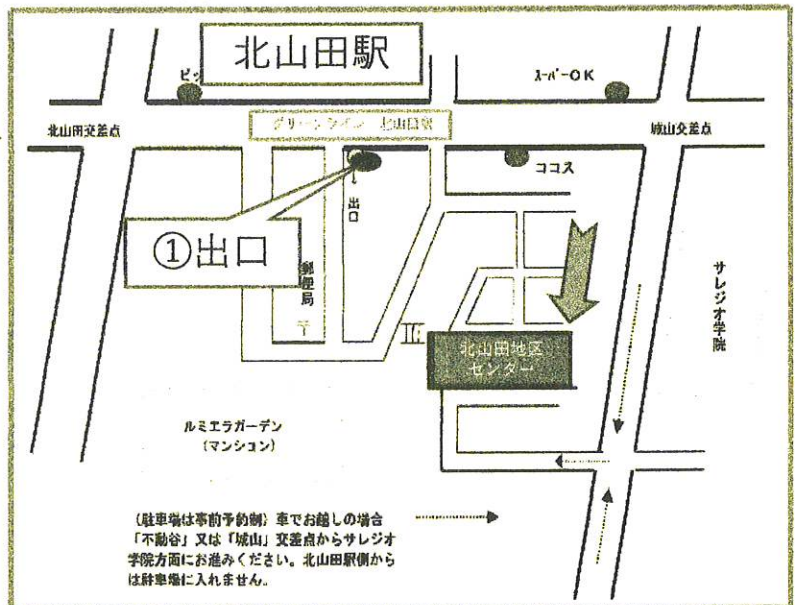 北山田駅
スーパーOK
北山田交差点
グリーンライン 北山田駅
城山交差点
ココス
出口
①出口
郵便局
〒
サレジオ学院
北山田地区
センター
ルミエラガーデン
(マンション)
(駐車場は事前予約制) 車でお越しの場合
「不動谷」又は「城山」交差点からサレジオ
学院方面にお進みください。北山田駅側から
は駐車場に入れません。